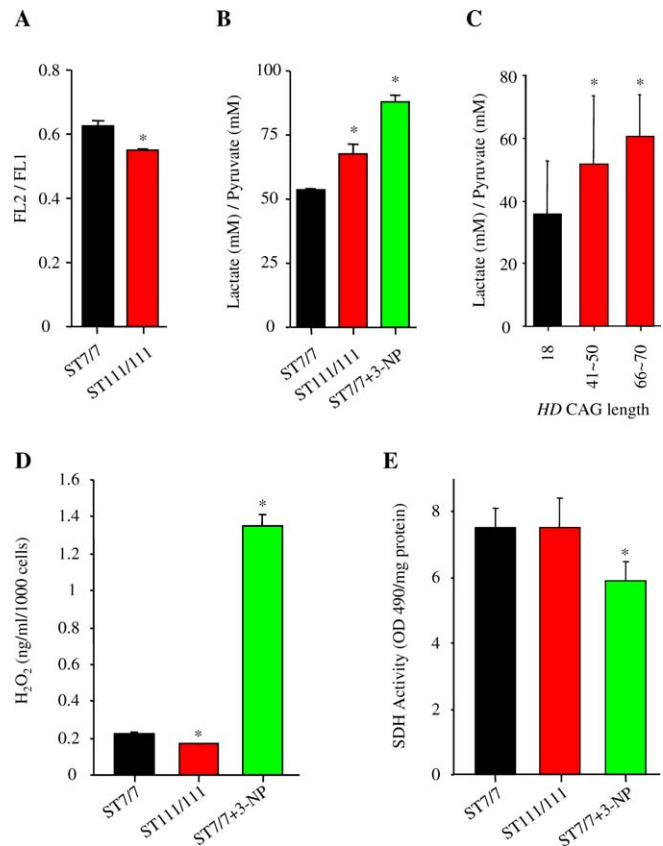 A
FL2 / FL1
0.8
0.6
0.4
0.2
0
*
ST7/7
ST111/111
B
Lactate (mM) / Pyruvate (mM)
100
75
50
25
0
*
*
ST7/7
ST111/111
ST7/7+3-NP
C
Lactate (mM) / Pyruvate (mM)
80
60
40
20
0
*
*
18
41~50
66~70
HD CAG length
D
H₂O₂ (ng/ml/1000 cells)
1.6
1.4
1.2
1
0.8
0.6
0.4
0.2
0
*
*
ST7/7
ST111/111
ST7/7+3-NP
E
SDH Activity (OD 490/mg protein)
8
6
4
2
0
*
ST7/7
ST111/111
ST7/7+3-NP